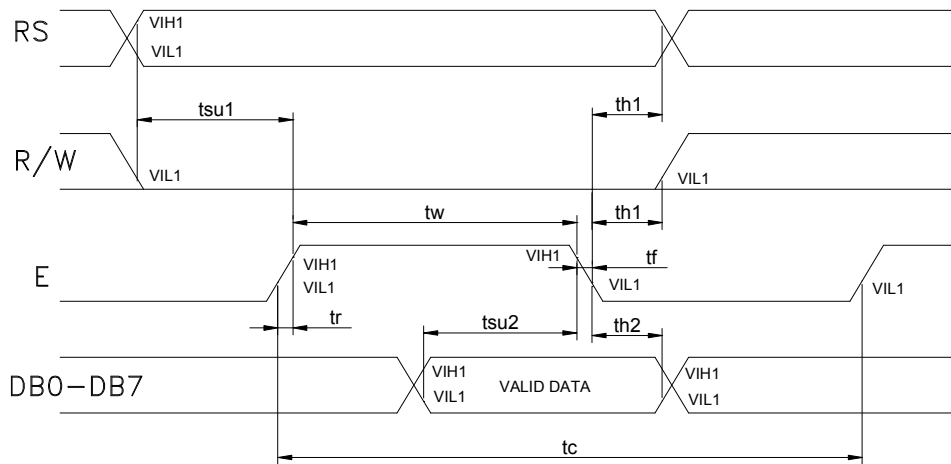 RS
VIH1
VIL1
tsu1
th1
R/W
VIL1
VIL1
tw
th1
E
VIH1
VIL1
VIH1
tf
VIL1
VIL1
tr
tsu2
th2
DB0-DB7
VIH1
VIL1
VALID DATA
VIH1
VIL1
tc